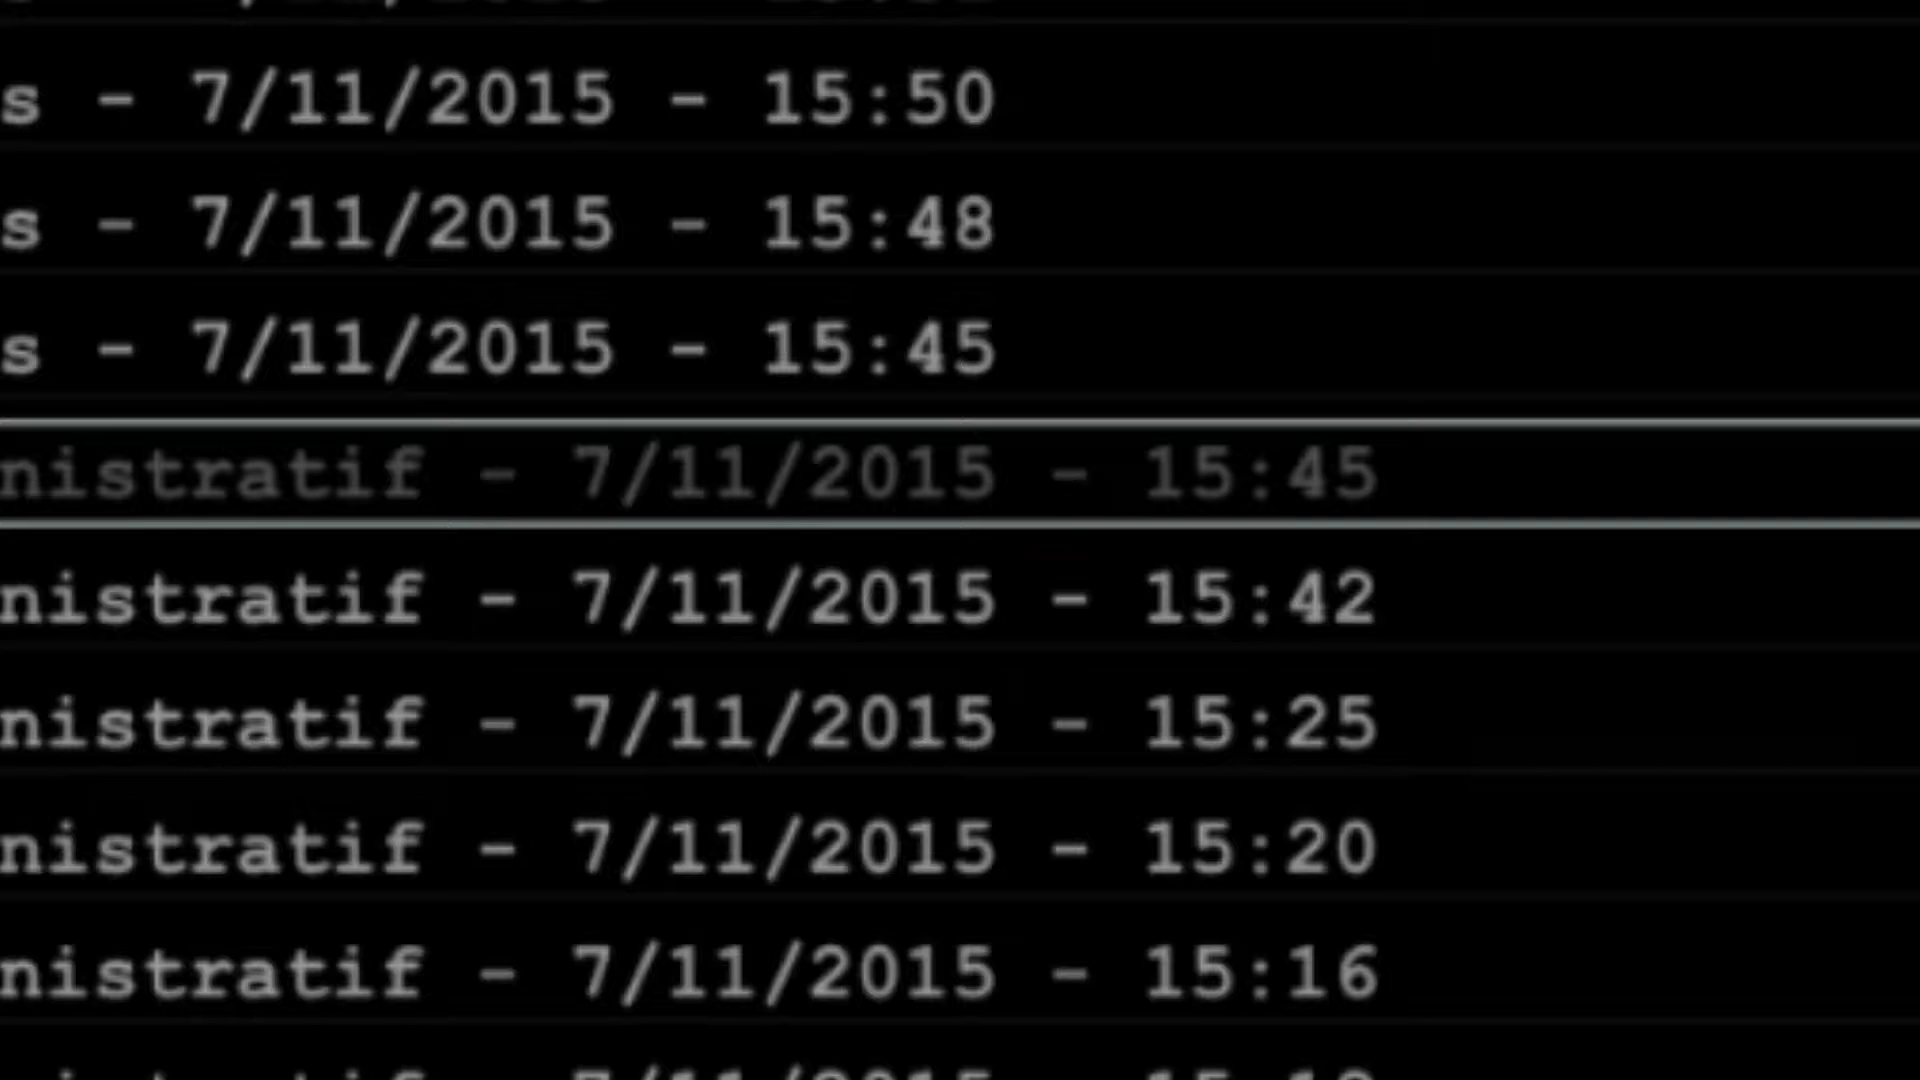 s - 7/11/2015 - 15:50
s - 7/11/2015 - 15:48
s - 7/11/2015 - 15:45
nistratif - 7/11/2015 - 15:45
nistratif - 7/11/2015 - 15:42
nistratif - 7/11/2015 - 15:25
nistratif - 7/11/2015 - 15:20
nistratif - 7/11/2015 - 15:16